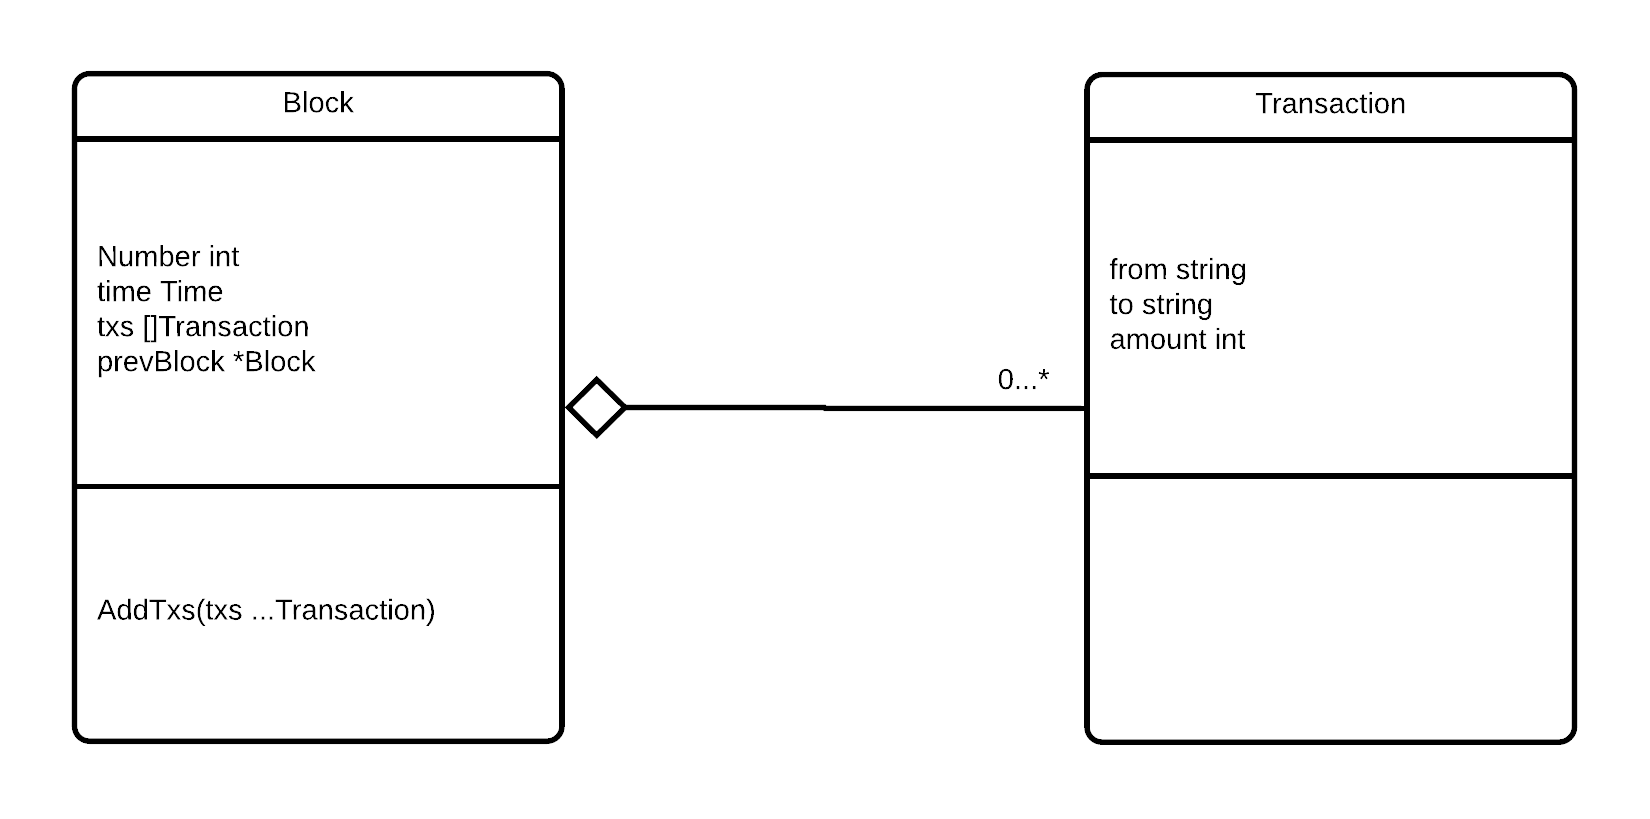 Block
Number int
time Time
txs []Transaction
prevBlock *Block
AddTxs(txs ...Transaction)
0...*
Transaction
from string
to string
amount int